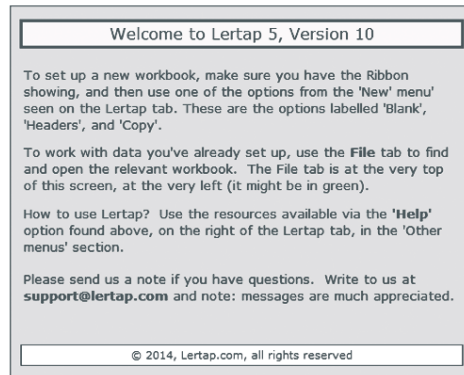 Welcome to Lertap 5, Version 10
To set up a new workbook, make sure you have the Ribbon
showing, and then use one of the options from the 'New' menu'
seen on the Lertap tab. These are the options labelled 'Blank',
'Headers', and 'Copy'.
To work with data you've already set up, use the File tab to find
and open the relevant workbook. The File tab is at the very top
of this screen, at the very left (it might be in green).
How to use Lertap? Use the resources available via the 'Help'
option found above, on the right of the Lertap tab, in the 'Other
menus' section.
Please send us a note if you have questions. Write to us at
support@lertap.com and note: messages are much appreciated.
© 2014, Lertap.com, all rights reserved